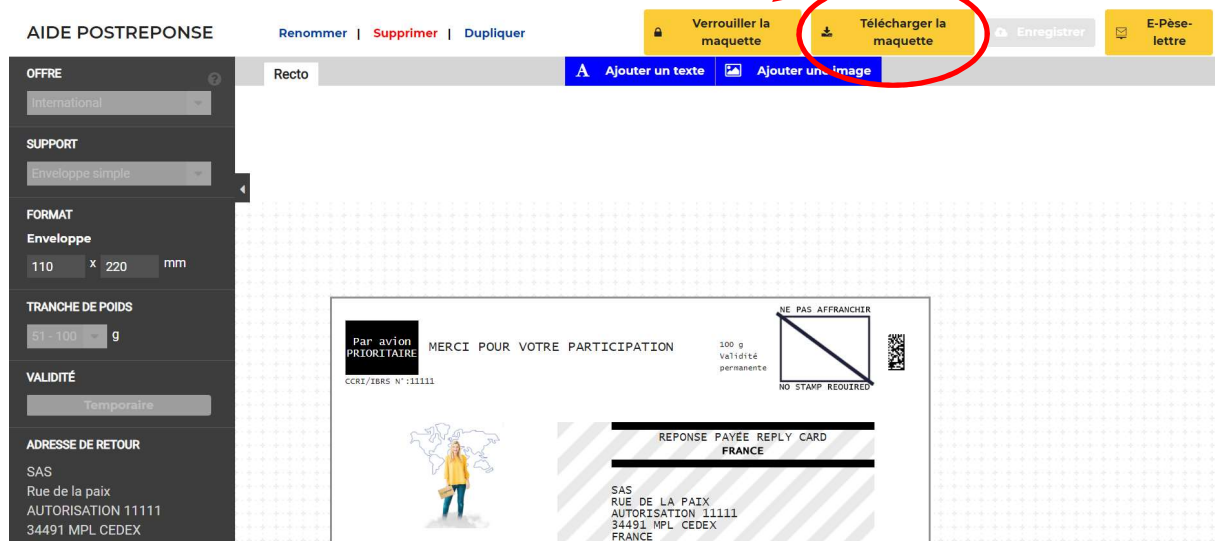 AIDE POSTREPONSE
Renommer | Supprimer | Dupliquer
Verrouiller la
maquette
Télécharger la
maquette
Enregistrer
E-Pèse-
lettre
OFFRE
International
Recto
A Ajouter un texte
Ajouter une image
SUPPORT
Enveloppe simple
FORMAT
Enveloppe
110 x 220 mm
TRANCHE DE POIDS
51 - 100 g
VALIDITÉ
Temporaire
ADRESSE DE RETOUR
SAS
Rue de la paix
AUTORISATION 11111
34491 MPL CEDEX
Par avion
PRIORITAIRE
CCRI/IBRS N°:11111
MERCI POUR VOTRE PARTICIPATION
100 g
Validité
permanente
NE PAS AFFRANCHIR
NO STAMP REQUIRED
REPONSE PAYÉE REPLY CARD
FRANCE
SAS
RUE DE LA PAIX
AUTORISATION 11111
34491 MPL CEDEX
FRANCE